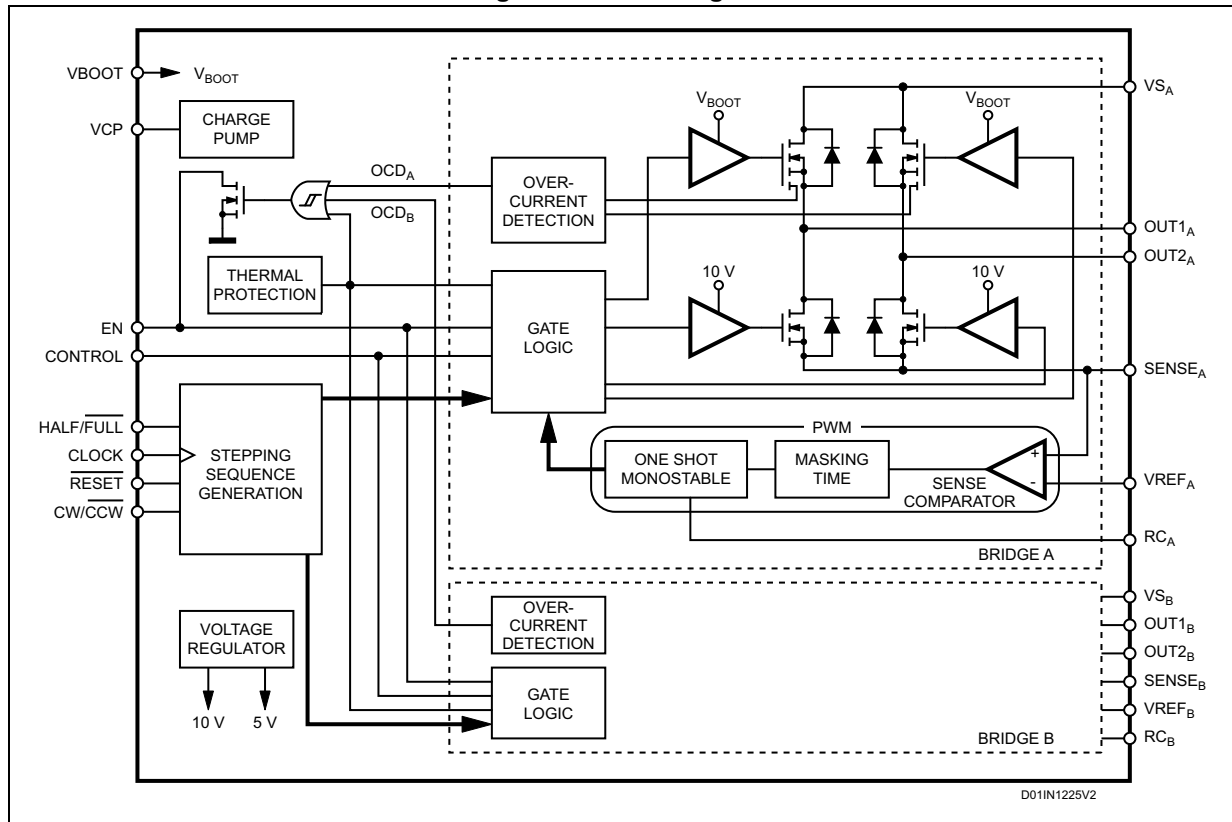 VBOOT
VBOOT
VCP
CHARGE
PUMP
OCDA
OCDB
THERMAL
PROTECTION
EN
CONTROL
HALF/FULL
CLOCK
RESET
CW/CCW
STEPPING
SEQUENCE
GENERATION
VOLTAGE
REGULATOR
10 V
5 V
OVER-
CURRENT
DETECTION
GATE
LOGIC
VBOOT
VBOOT
10 V
10 V
PWM
ONE SHOT
MONOSTABLE
MASKING
TIME
+
-
SENSE
COMPARATOR
BRIDGE A
OVER-
CURRENT
DETECTION
GATE
LOGIC
BRIDGE B
VSA
OUT1A
OUT2A
SENSEA
VREFA
RCA
VSB
OUT1B
OUT2B
SENSEB
VREFB
RCB
D01IN1225V2